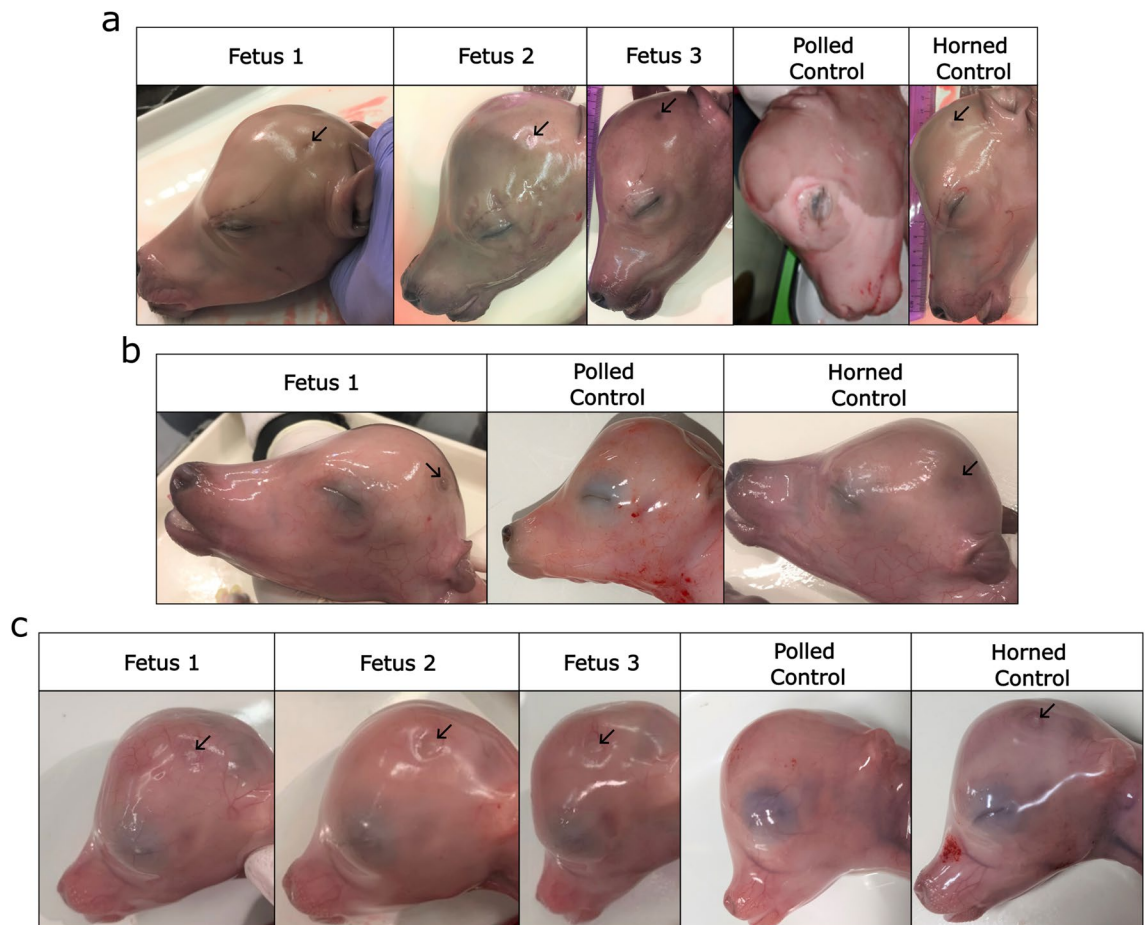 a
Fetus 1
Fetus 2
Fetus 3
Polled
Control
Horned
Control
b
Fetus 1
Polled
Control
Horned
Control
c
Fetus 1
Fetus 2
Fetus 3
Polled
Control
Horned
Control